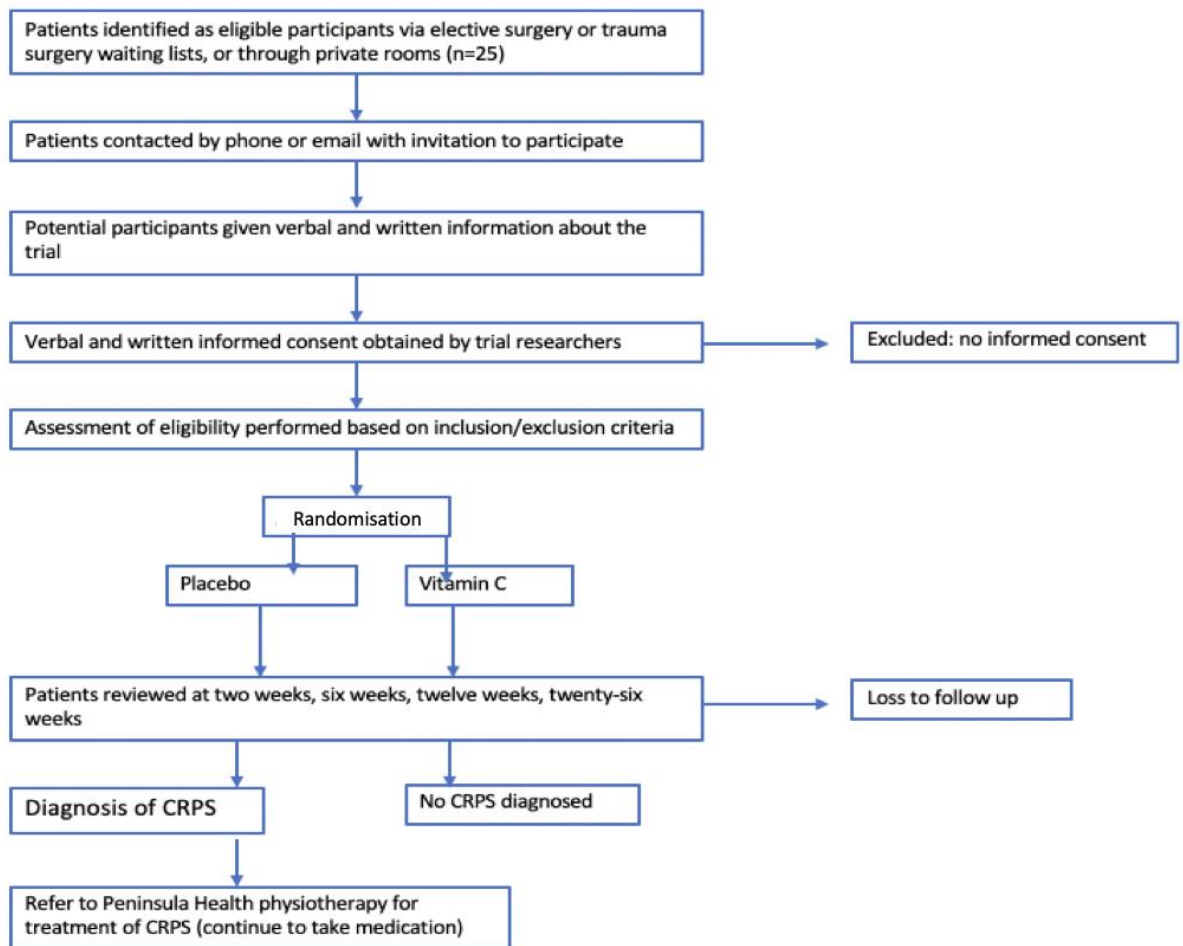 Patients identified as eligible participants via elective surgery or trauma
surgery waiting lists, or through private rooms (n=25)
Patients contacted by phone or email with invitation to participate
Potential participants given verbal and written information about the
trial
Verbal and written informed consent obtained by trial researchers
Excluded: no informed consent
Assessment of eligibility performed based on inclusion/exclusion criteria
Randomisation
Placebo
Vitamin C
Patients reviewed at two weeks, six weeks, twelve weeks, twenty-six
weeks
Loss to follow up
Diagnosis of CRPS
No CRPS diagnosed
Refer to Peninsula Health physiotherapy for
treatment of CRPS (continue to take medication)